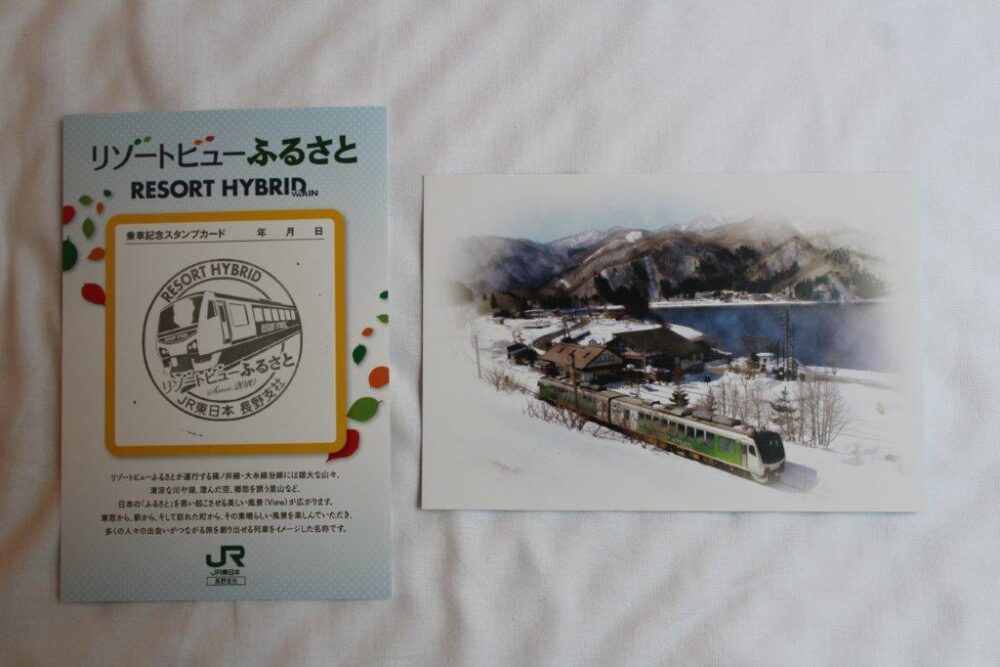 リゾートビューふるさと
RESORT HYBRID TRAIN
乗車記念スタンプカード 年 月 日
RESORT HYBRID
RESORT HYBRID
リゾートビューふるさと
Since 2010
JR東日本 長野支社
リゾートビューふるさとが運行する篠ノ井線・大糸線沿線には雄大な山々、
清冽な川や湖、澄んだ空、郷愁を誘う里山など、
日本の「ふるさと」を思い起こさせる美しい風景(View)が広がります。
車窓から、駅から、そして訪れた町から、その素晴らしい風景を楽しんでいただき、
多くの人々の出会いがつながる旅を創り出せる列車をイメージした名称です。
JR
JR東日本
長野支社